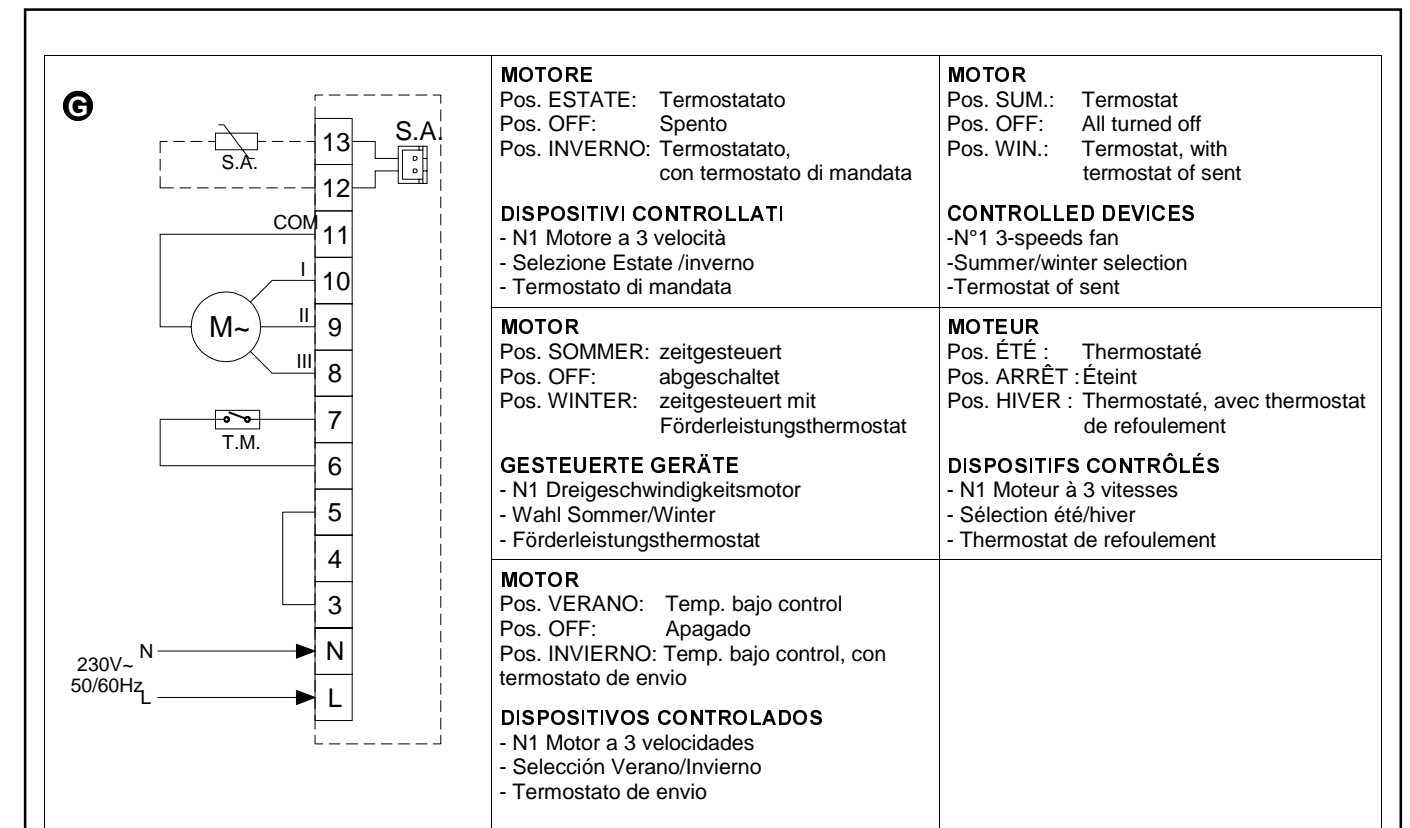 G
S.A.
S.A.
13
12
COM
11
I
10
M~
II
9
III
8
7
T.M.
6
5
4
3
N
N
230V~
50/60Hz
L
L
MOTORE
Pos. ESTATE: Termostatato
Pos. OFF: Spento
Pos. INVERNO: Termostatato,
con termostato di mandata
DISPOSITIVI CONTROLLATI
- N1 Motore a 3 velocità
- Selezione Estate /inverno
- Termostato di mandata
MOTOR
Pos. SUM.: Termostat
Pos. OFF: All turned off
Pos. WIN.: Termostat, with
termostat of sent
CONTROLLED DEVICES
-N°1 3-speeds fan
-Summer/winter selection
-Termostat of sent
MOTOR
Pos. SOMMER: zeitgesteuert
Pos. OFF: abgeschaltet
Pos. WINTER: zeitgesteuert mit
Förderleistungsthermostat
GESTEUERTE GERÄTE
- N1 Dreigeschwindigkeitsmotor
- Wahl Sommer/Winter
- Förderleistungsthermostat
MOTEUR
Pos. ÉTÉ : Thermostaté
Pos. ARRÊT : Éteint
Pos. HIVER : Thermostaté, avec thermostat
de refoulement
DISPOSITIFS CONTRÔLÉS
- N1 Moteur à 3 vitesses
- Sélection été/hiver
- Thermostat de refoulement
MOTOR
Pos. VERANO: Temp. bajo control
Pos. OFF: Apagado
Pos. INVIERNO: Temp. bajo control, con
termostato de envio
DISPOSITIVOS CONTROLADOS
- N1 Motor a 3 velocidades
- Selección Verano/Invierno
- Termostato de envio